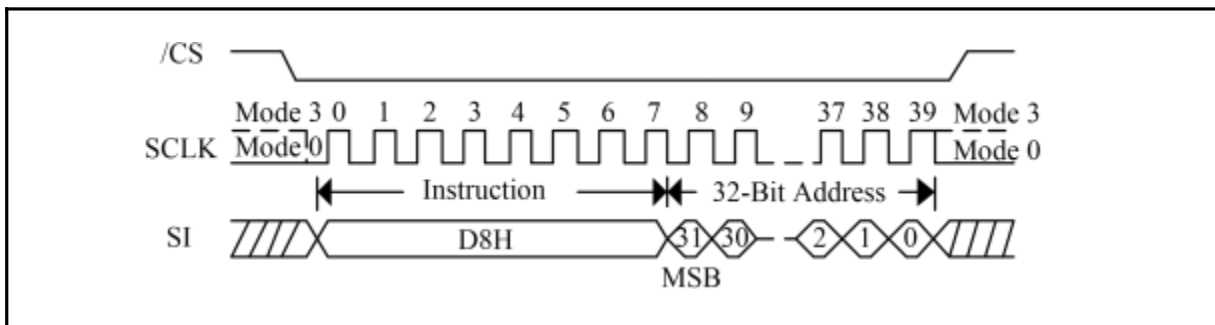 /CS
Mode 3 0 1 2 3 4 5 6 7 8 9 37 38 39 Mode 3
SCLK Mode 0 Mode 0
Instruction 32-Bit Address
SI D8H 31 30 2 1 0
MSB